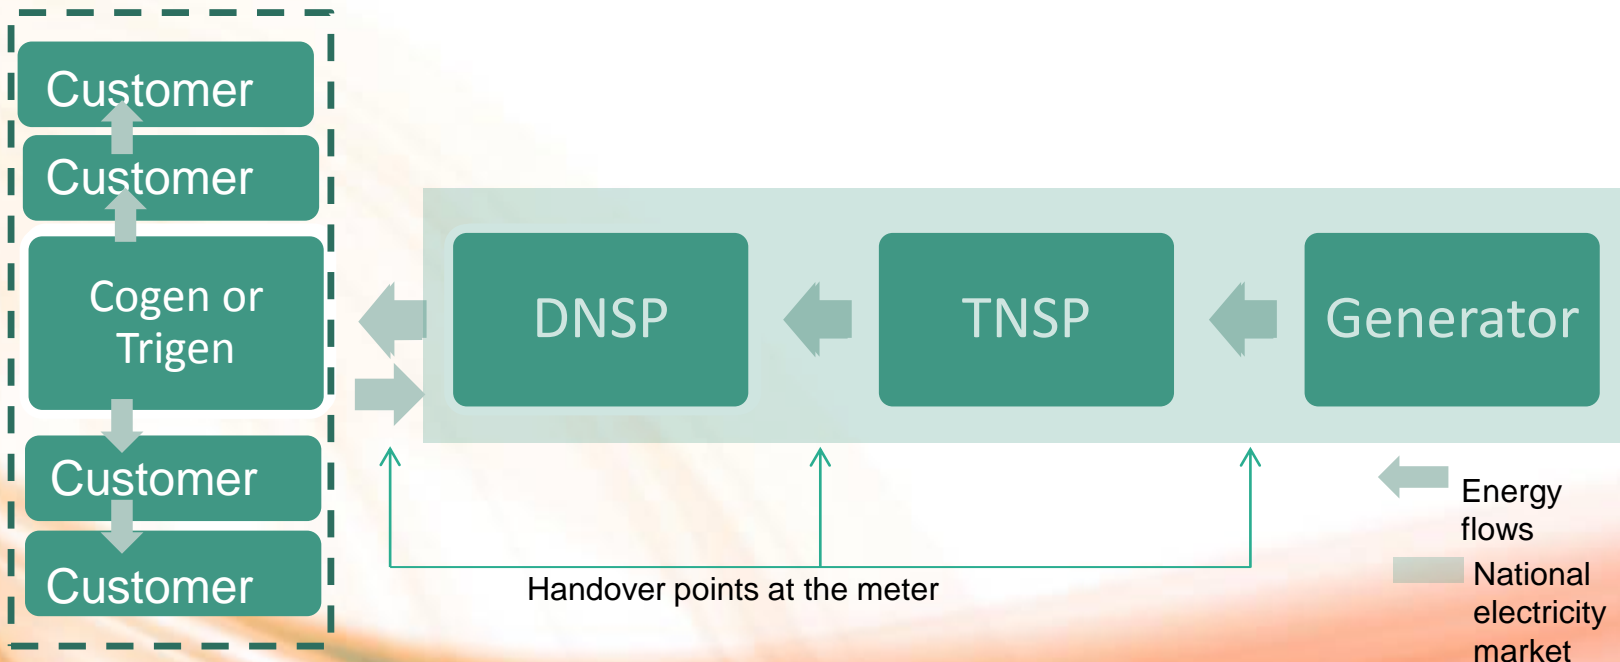 Customer
Customer
Cogen or
Trigen
Customer
Customer
DNSP
TNSP
Generator
Handover points at the meter
Energy
flows
National
electricity
market